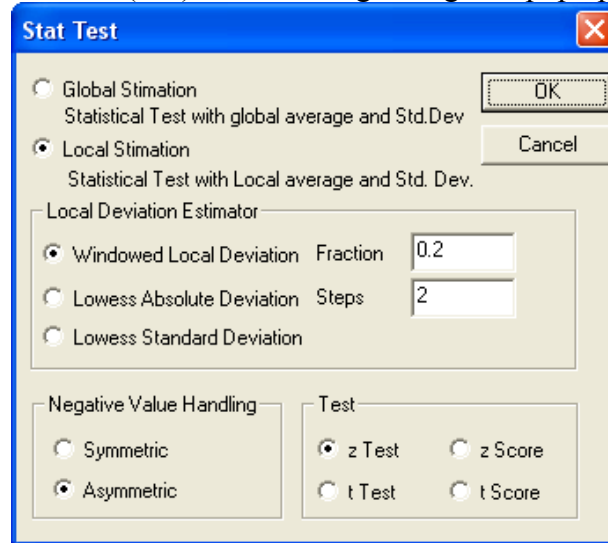 Stat Test
Global Stimation
OK
Statistical Test with global average and Std.Dev
Local Stimation
Cancel
Statistical Test with Local average and Std. Dev.
Local Deviation Estimator
Windowed Local Deviation Fraction 0.2
Lowess Absolute Deviation Steps 2
Lowess Standard Deviation
Negative Value Handling
Symmetric
Asymmetric
Test
z Test z Score
t Test t Score